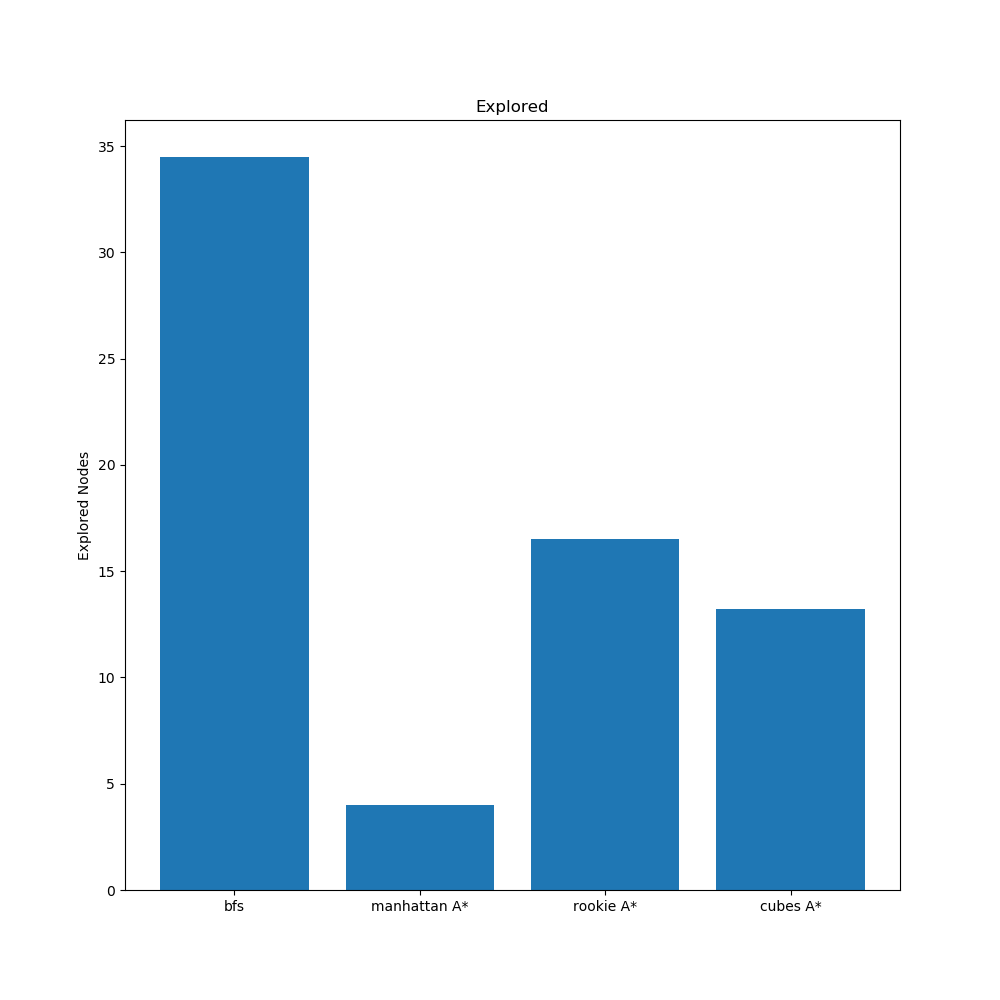 Explored
35
30
25
20
15
10
5
0
Explored Nodes
bfs
manhattan A*
rookie A*
cubes A*